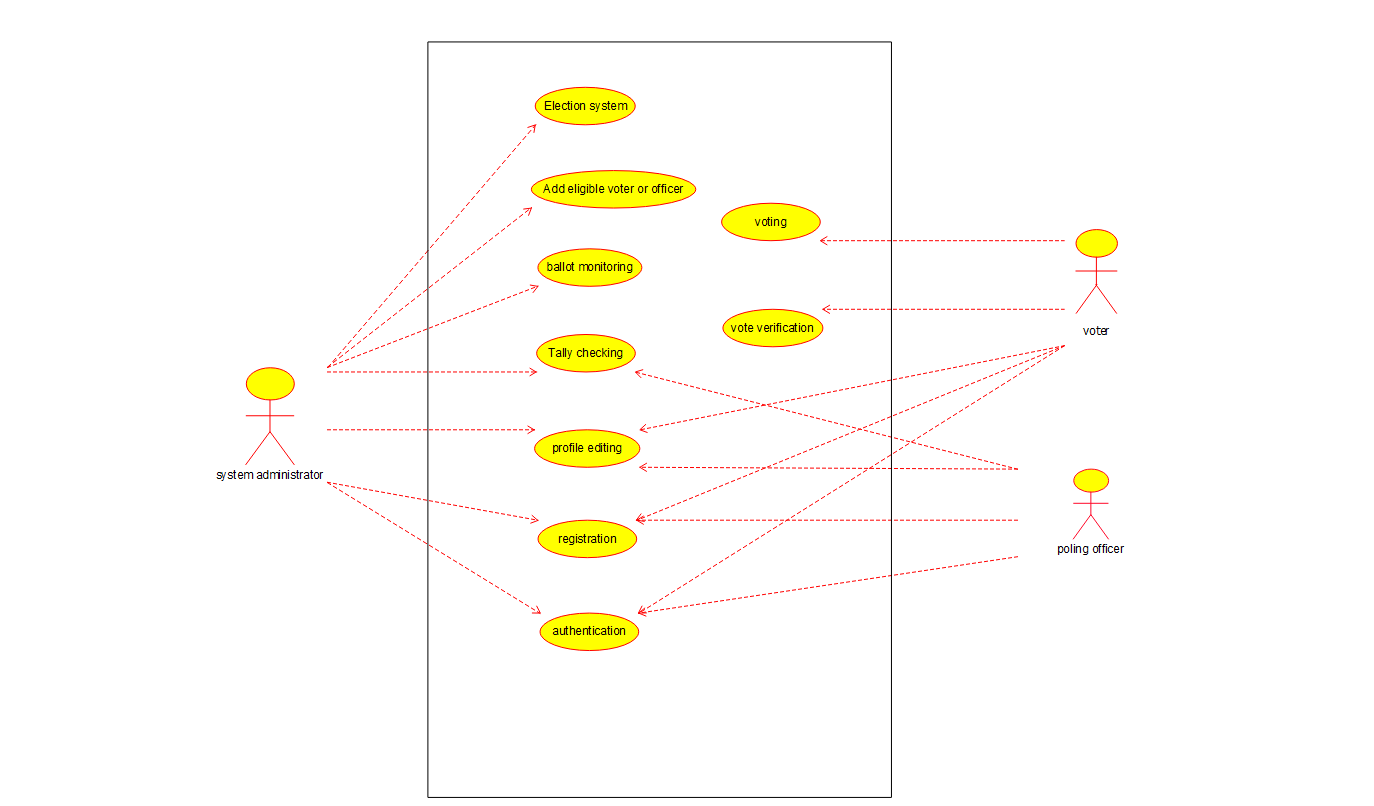 Election system
Add eligible voter or officer
voting
ballot monitoring
vote verification
voter
Tally checking
profile editing
system administrator
registration
poling officer
authentication